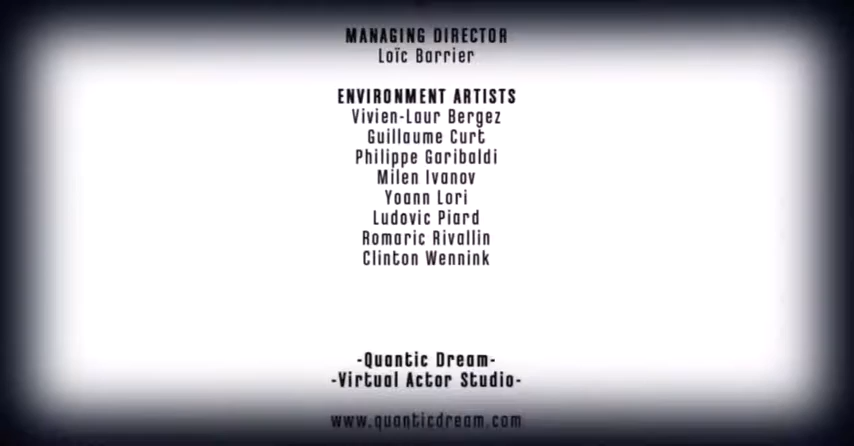 MANAGING DIRECTOR
Loïc Barrier
ENVIRONMENT ARTISTS
Vivien-Laur Bergez
Guillaume Curt
Philippe Garibaldi
Milen Ivanov
Yoann Lori
Ludovic Piard
Romaric Rivallin
Clinton Wennink
-Quantic Dream-
-Virtual Actor Studio-
www.quanticdream.com